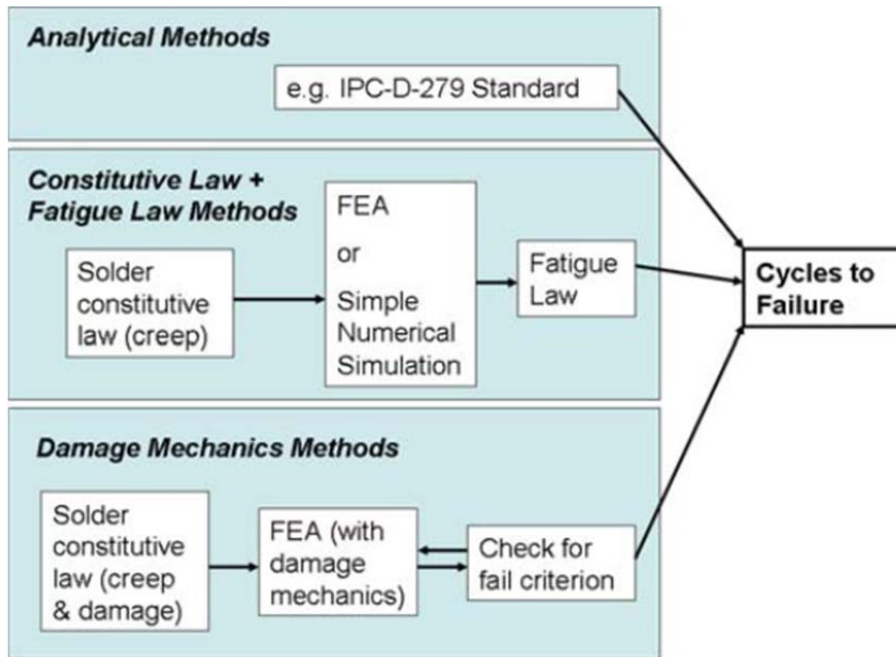 Analytical Methods
e.g. IPC-D-279 Standard
Constitutive Law +
Fatigue Law Methods
Solder
constitutive
law (creep)
FEA
or
Simple
Numerical
Simulation
Fatigue
Law
Cycles to
Failure
Damage Mechanics Methods
Solder
constitutive
law (creep
& damage)
FEA (with
damage
mechanics)
Check for
fail criterion